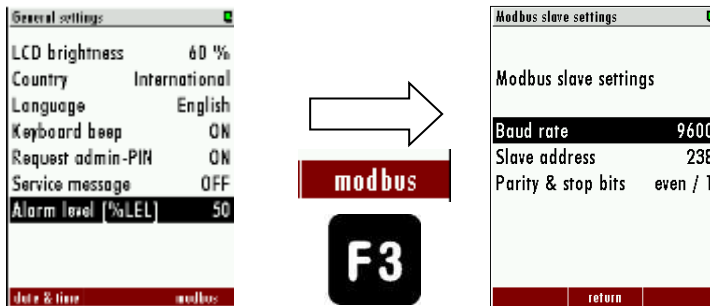 General settings
LCD brightness 60 %
Country International
Language English
Keyboard beep ON
Request admin-PIN ON
Service message OFF
Alarm level [%LEL] 50
date & time modbus
modbus
F3
Modbus slave settings
Modbus slave settings
Baud rate 9600
Slave address 238
Parity & stop bits even / 1
return